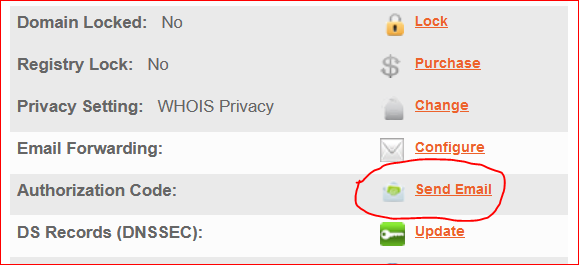 Domain Locked: No Lock
Registry Lock: No Purchase
Privacy Setting: WHOIS Privacy Change
Email Forwarding: Configure
Authorization Code: Send Email
DS Records (DNSSEC): Update